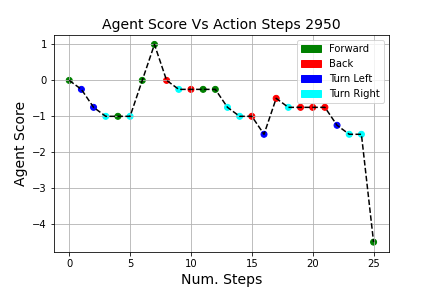 Agent Score Vs Action Steps 2950
Forward
Back
Turn Left
Turn Right
1
0
−1
−2
−3
−4
Agent Score
0 5 10 15 20 25
Num. Steps